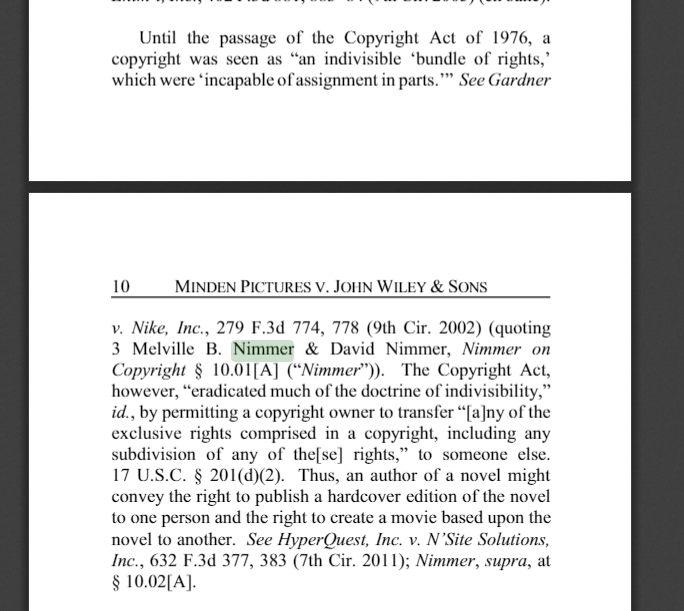 Until the passage of the Copyright Act of 1976, a
copyright was seen as “an indivisible ‘bundle of rights,’
which were ‘incapable of assignment in parts.’” See Gardner
10 MINDEN PICTURES V. JOHN WILEY & SONS
v. Nike, Inc., 279 F.3d 774, 778 (9th Cir. 2002) (quoting
3 Melville B. Nimmer & David Nimmer, Nimmer on
Copyright § 10.01[A] (“Nimmer”)). The Copyright Act,
however, “eradicated much of the doctrine of indivisibility,”
id., by permitting a copyright owner to transfer “[a]ny of the
exclusive rights comprised in a copyright, including any
subdivision of any of the[se] rights,” to someone else.
17 U.S.C. § 201(d)(2). Thus, an author of a novel might
convey the right to publish a hardcover edition of the novel
to one person and the right to create a movie based upon the
novel to another. See HyperQuest, Inc. v. N’Site Solutions,
Inc., 632 F.3d 377, 383 (7th Cir. 2011); Nimmer, supra, at
§ 10.02[A].